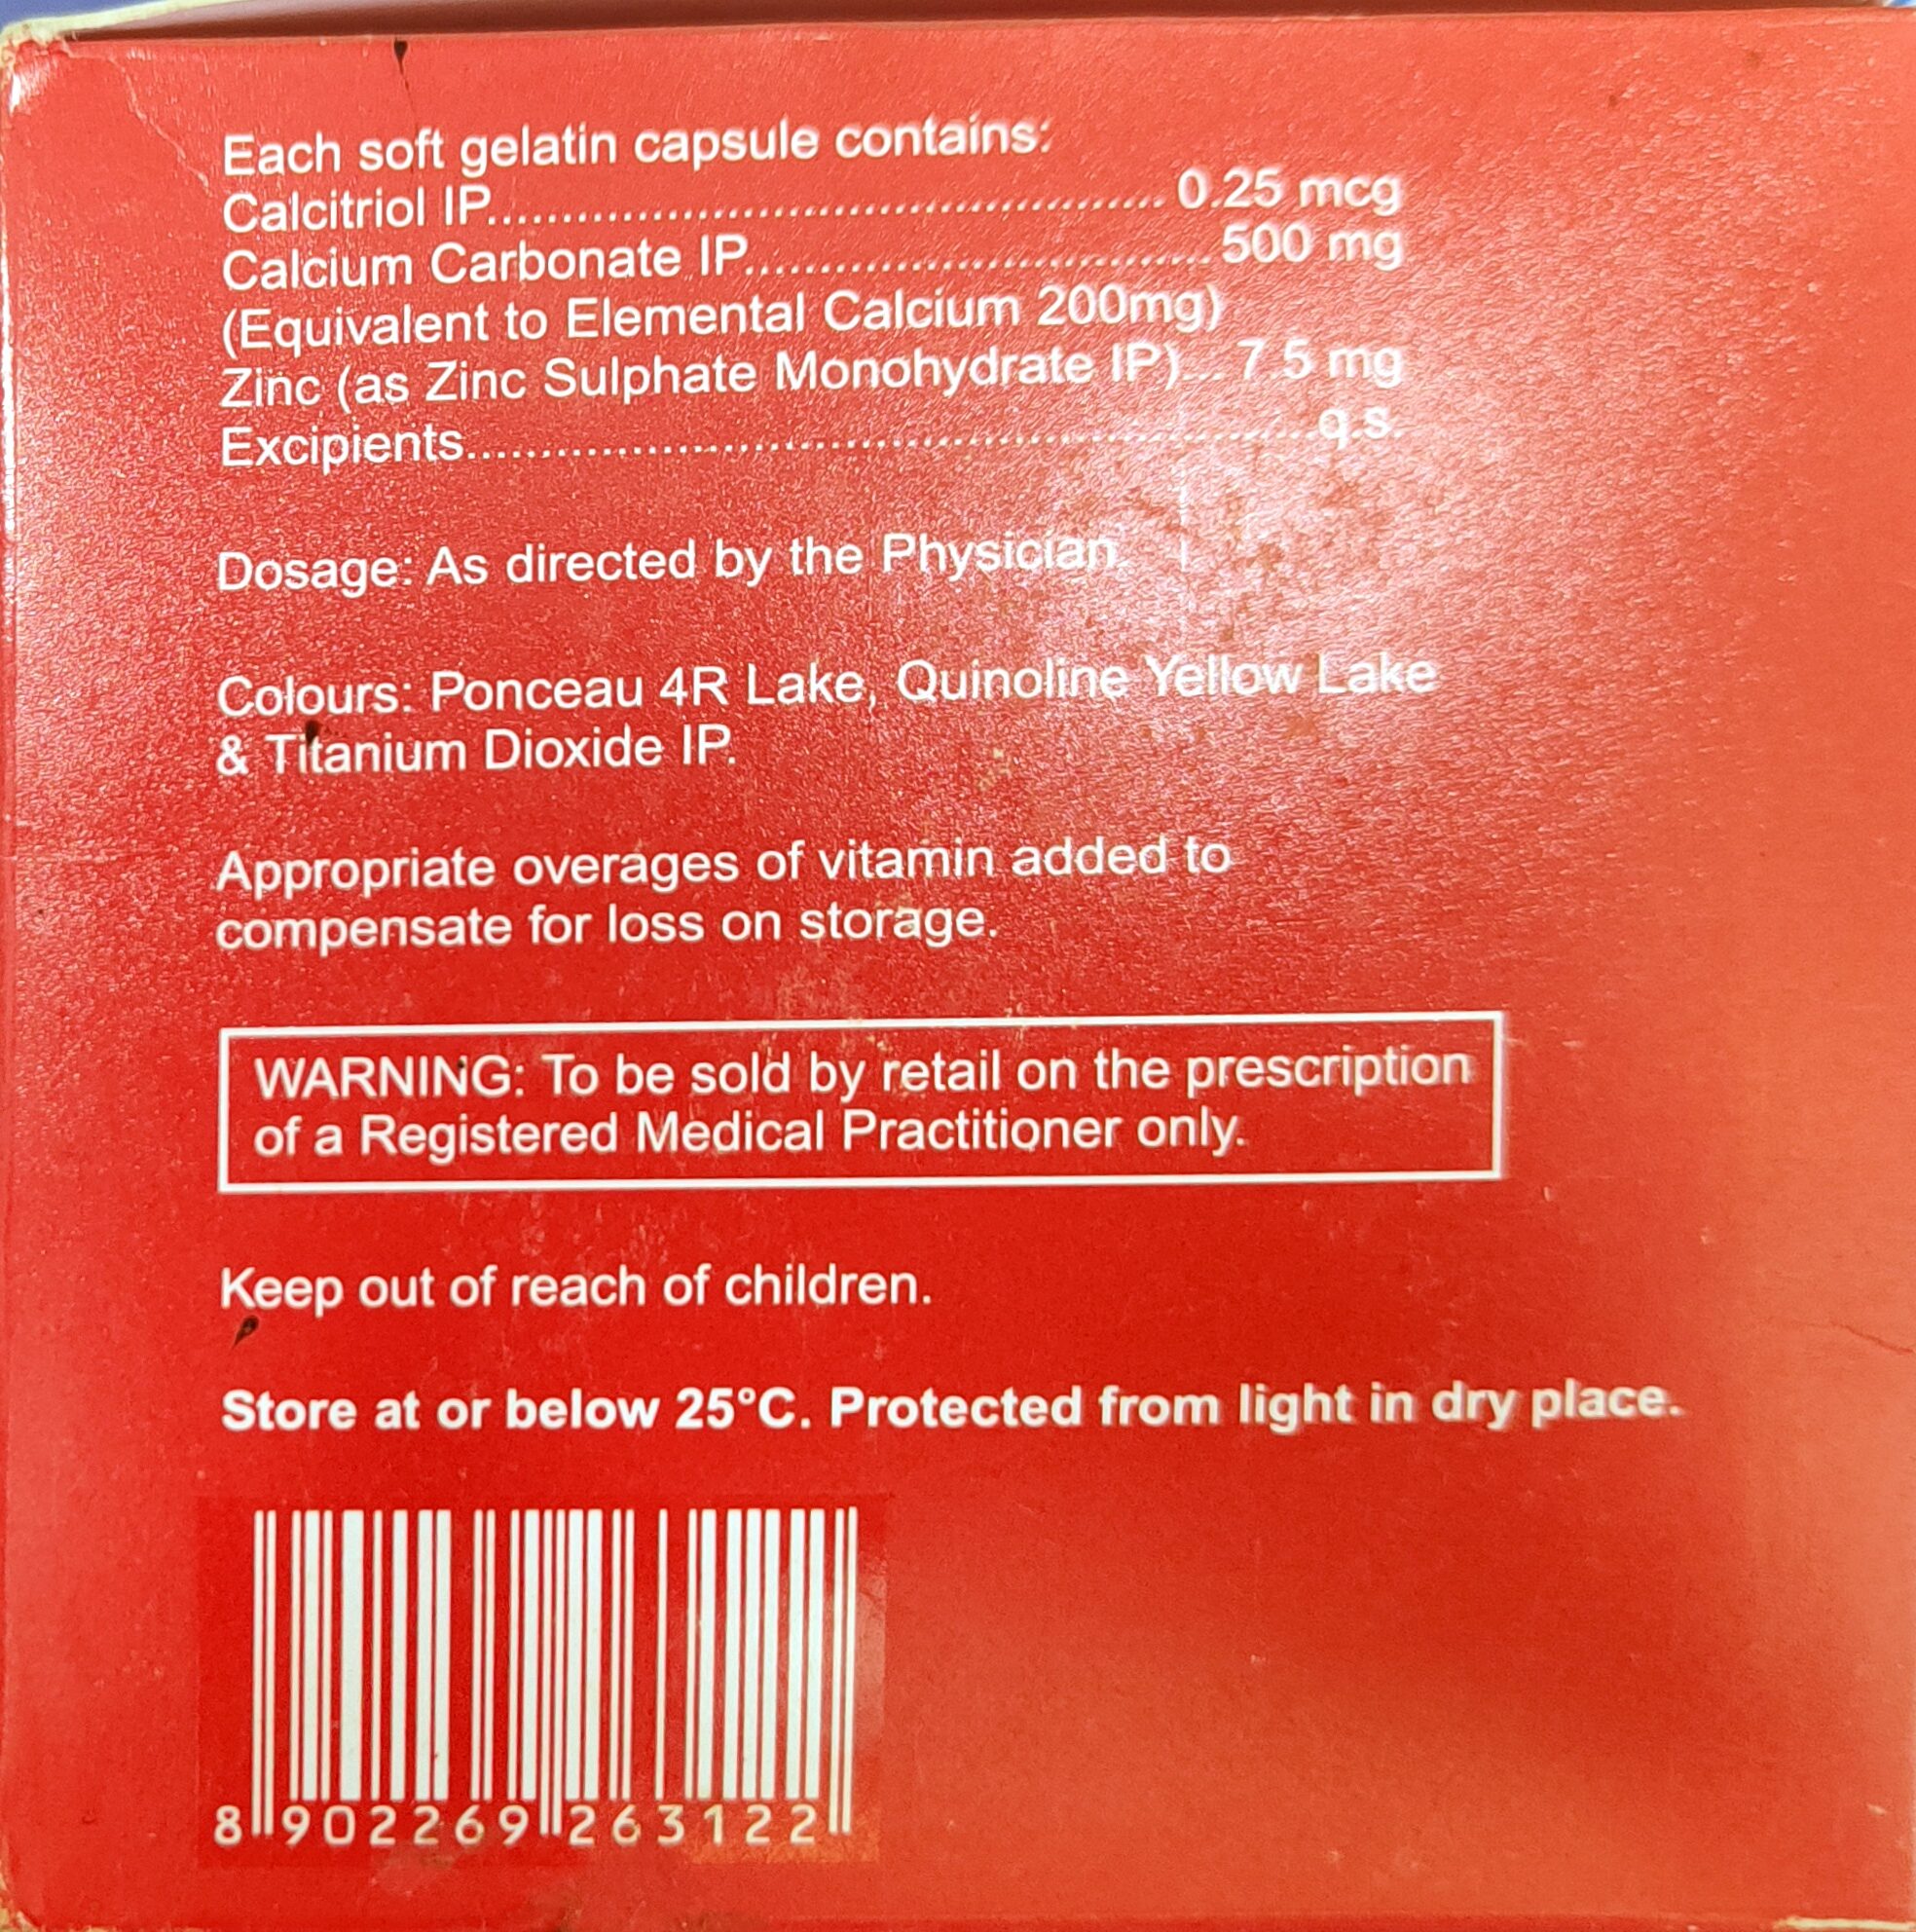 Each soft gelatin capsule contains:
Calcitriol IP................................................ 0.25 mcg
Calcium Carbonate IP................................ 500 mg
(Equivalent to Elemental Calcium 200mg)
Zinc (as Zinc Sulphate Monohydrate IP)... 7.5 mg
Excipients............................................................q.s.
Dosage: As directed by the Physician.
Colours: Ponceau 4R Lake, Quinoline Yellow Lake
& Titanium Dioxide IP.
Appropriate overages of vitamin added to
compensate for loss on storage.
WARNING: To be sold by retail on the prescription
of a Registered Medical Practitioner only.
Keep out of reach of children.
Store at or below 25°C. Protected from light in dry place.
8 902269 263122